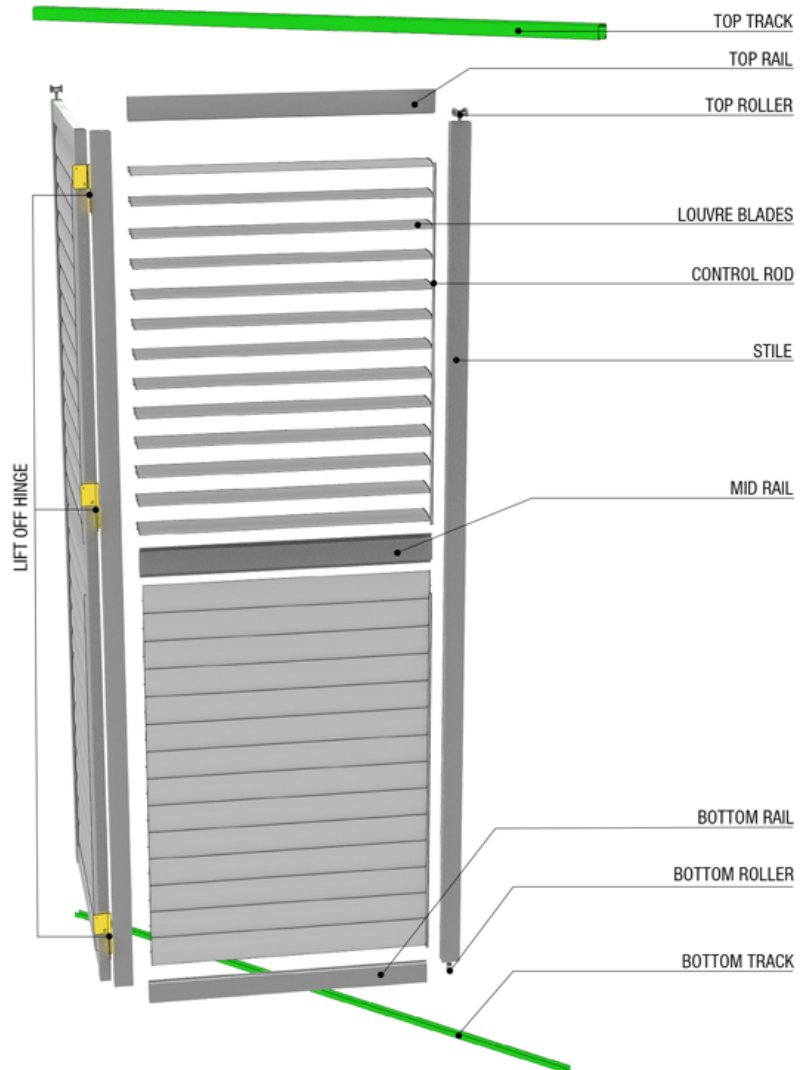 TOP TRACK
TOP RAIL
TOP ROLLER
LOUVRE BLADES
CONTROL ROD
STILE
MID RAIL
LIFT OFF HINGE
BOTTOM RAIL
BOTTOM ROLLER
BOTTOM TRACK